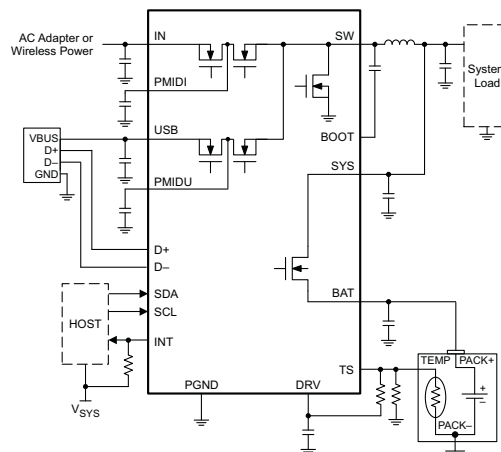 AC Adapter or
Wireless Power
IN
SW
System
Load
PMIDI
BOOT
VBUS
D+
D–
GND
USB
SYS
PMIDU
D+
D–
BAT
HOST
SDA
SCL
INT
TS
TEMP
PACK+
+
–
PACK–
VSYS
PGND
DRV